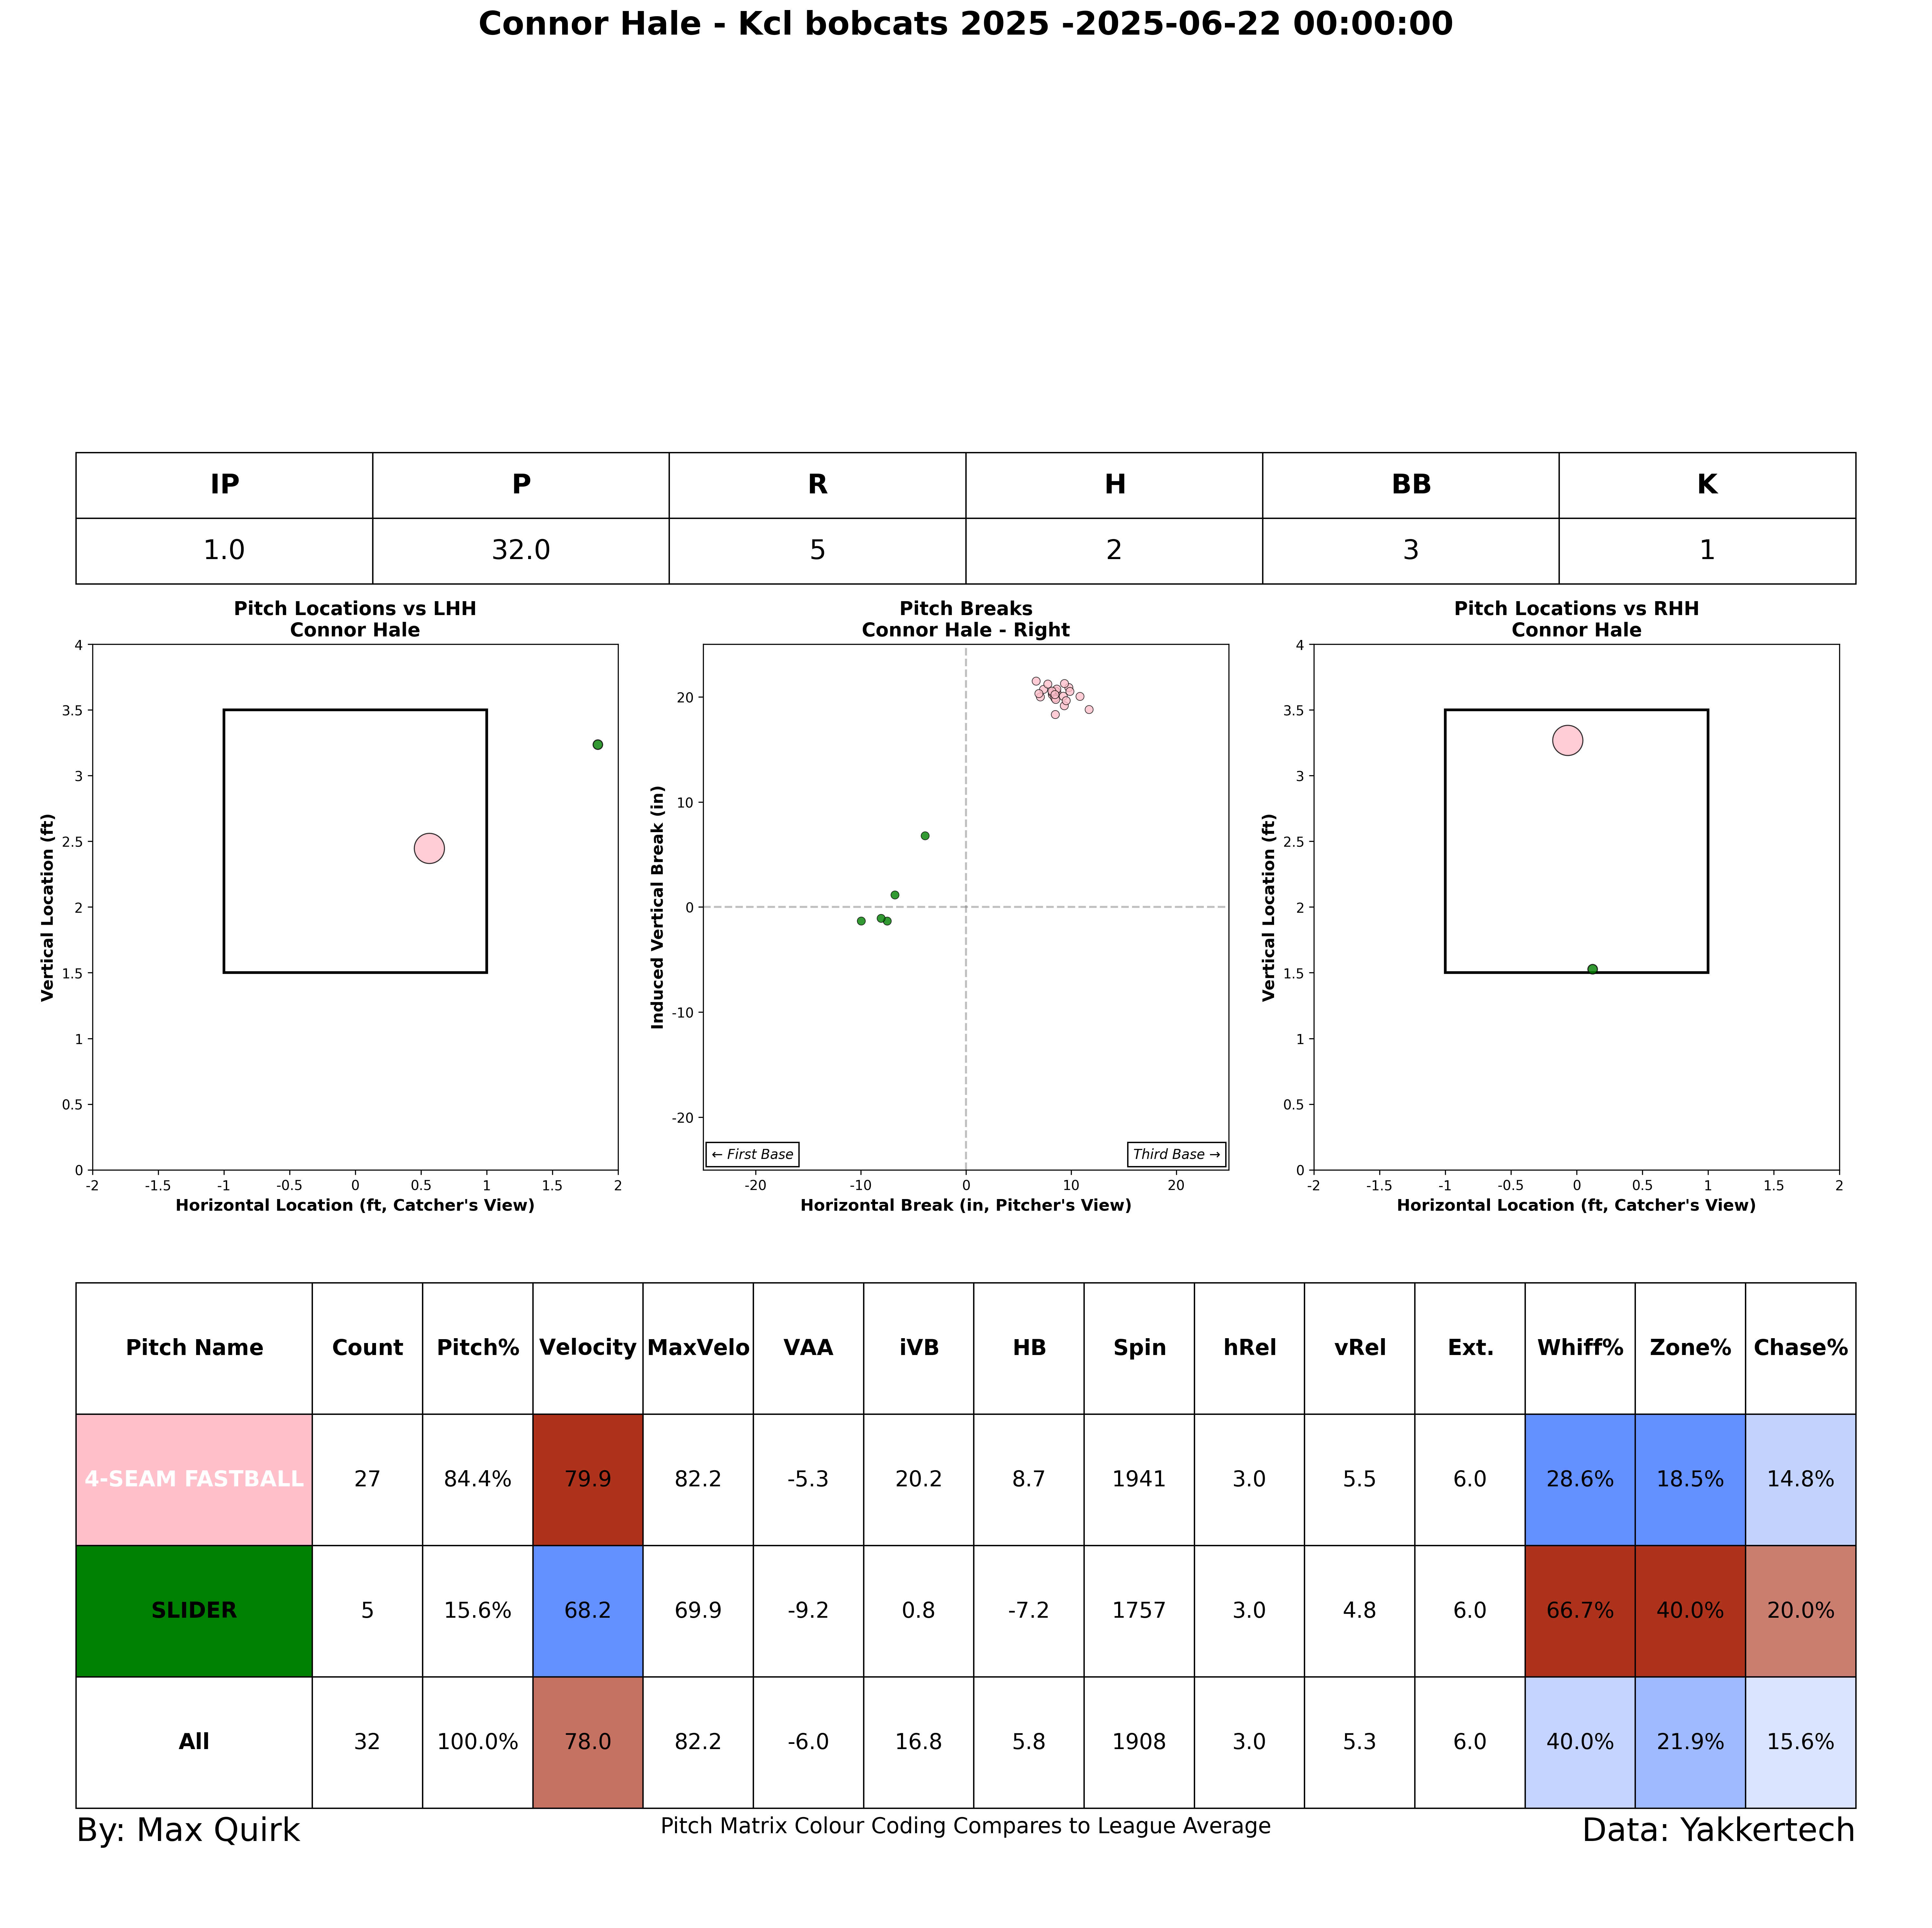 Connor Hale - Kcl bobcats 2025 -2025-06-22 00:00:00
IP P R H BB K
1.0 32.0 5 2 3 1
Pitch Locations vs LHH
Connor Hale
4
3.5
3
2.5
2
1.5
1
0.5
0
Vertical Location (ft)
-2 -1.5 -1 -0.5 0 0.5 1 1.5 2
Horizontal Location (ft, Catcher's View)
Pitch Breaks
Connor Hale - Right
20
10
0
-10
-20
Induced Vertical Break (in)
← First Base
Third Base →
-20 -10 0 10 20
Horizontal Break (in, Pitcher's View)
Pitch Locations vs RHH
Connor Hale
4
3.5
3
2.5
2
1.5
1
0.5
0
Vertical Location (ft)
-2 -1.5 -1 -0.5 0 0.5 1 1.5 2
Horizontal Location (ft, Catcher's View)
Pitch Name Count Pitch% Velocity MaxVelo VAA iVB HB Spin hRel vRel Ext. Whiff% Zone% Chase%
4-SEAM FASTBALL 27 84.4% 79.9 82.2 -5.3 20.2 8.7 1941 3.0 5.5 6.0 28.6% 18.5% 14.8%
SLIDER 5 15.6% 68.2 69.9 -9.2 0.8 -7.2 1757 3.0 4.8 6.0 66.7% 40.0% 20.0%
All 32 100.0% 78.0 82.2 -6.0 16.8 5.8 1908 3.0 5.3 6.0 40.0% 21.9% 15.6%
By: Max Quirk
Pitch Matrix Colour Coding Compares to League Average
Data: Yakkertech